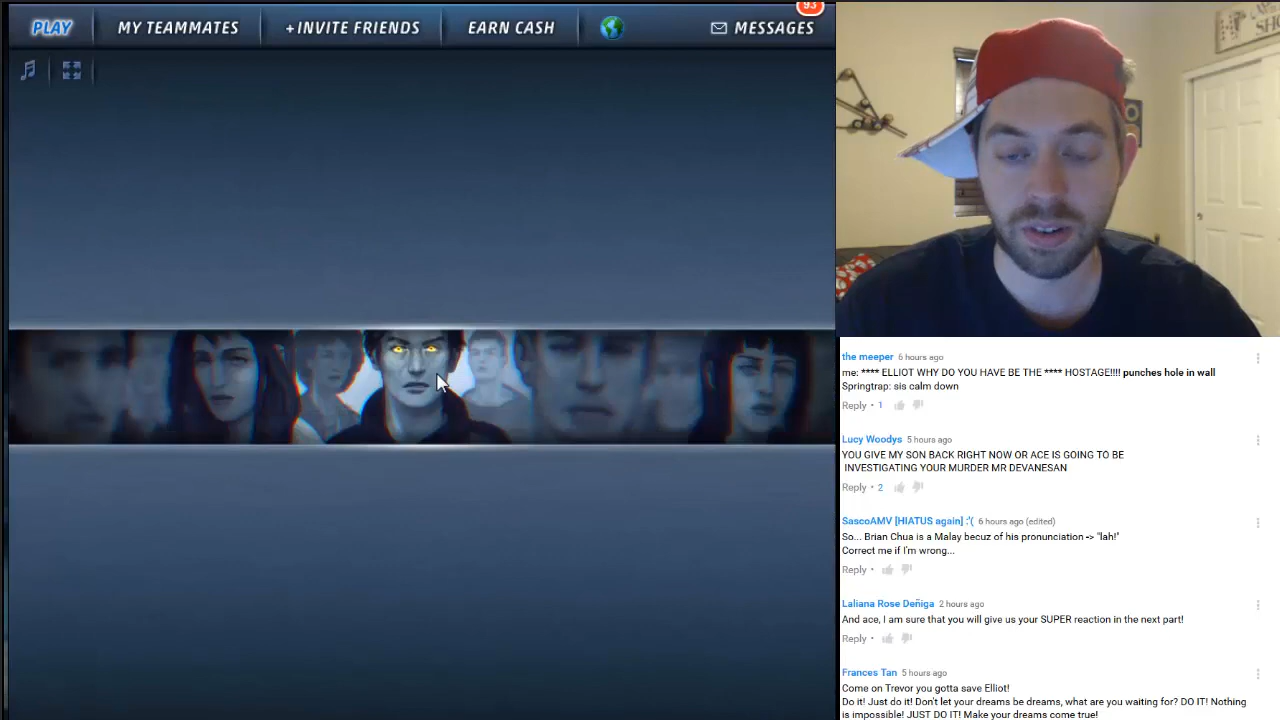 93
PLAY
MY TEAMMATES
+INVITE FRIENDS
EARN CASH
MESSAGES
the meeper 6 hours ago
me: **** ELLIOT WHY DO YOU HAVE BE THE **** HOSTAGE!!!! punches hole in wall
Springtrap: sis calm down
Reply • 1
Lucy Woodys 5 hours ago
YOU GIVE MY SON BACK RIGHT NOW OR ACE IS GOING TO BE
INVESTIGATING YOUR MURDER MR DEVANESAN
Reply • 2
SascoAMV [HIATUS again] :'( 6 hours ago (edited)
So... Brian Chua is a Malay becuz of his pronunciation -> "lah!"
Correct me if I'm wrong...
Reply •
Laliana Rose Deñiga 2 hours ago
And ace, I am sure that you will give us your SUPER reaction in the next part!
Reply •
Frances Tan 5 hours ago
Come on Trevor you gotta save Elliot!
Do it! Just do it! Don't let your dreams be dreams, what are you waiting for? DO IT! Nothing
is impossible! JUST DO IT! Make your dreams come true!